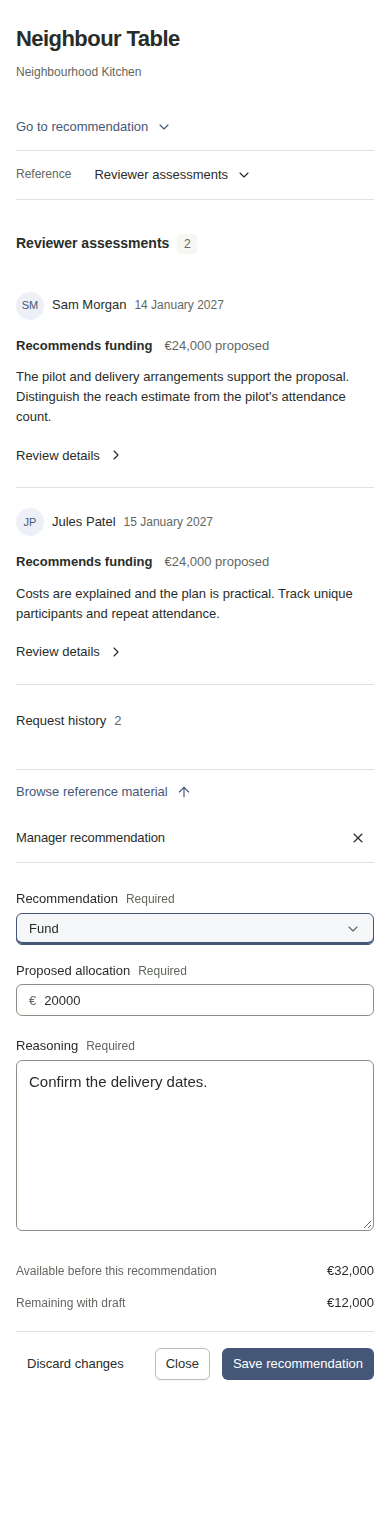 Neighbour Table
Neighbourhood Kitchen
Go to recommendation
Reference Reviewer assessments
Reviewer assessments 2
SM Sam Morgan 14 January 2027
Recommends funding €24,000 proposed
The pilot and delivery arrangements support the proposal.
Distinguish the reach estimate from the pilot's attendance
count.
Review details
JP Jules Patel 15 January 2027
Recommends funding €24,000 proposed
Costs are explained and the plan is practical. Track unique
participants and repeat attendance.
Review details
Request history 2
Browse reference material
Manager recommendation
Recommendation Required
Fund
Proposed allocation Required
€ 20000
Reasoning Required
Confirm the delivery dates.
Available before this recommendation €32,000
Remaining with draft €12,000
Discard changes Close Save recommendation